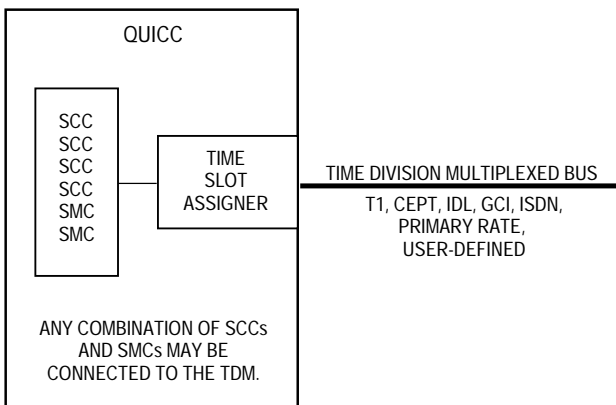 QUICC
SCC
SCC
SCC
SCC
SMC
SMC
TIME
SLOT
ASSIGNER
TIME DIVISION MULTIPLEXED BUS
T1, CEPT, IDL, GCI, ISDN,
PRIMARY RATE,
USER-DEFINED
ANY COMBINATION OF SCCs
AND SMCs MAY BE
CONNECTED TO THE TDM.